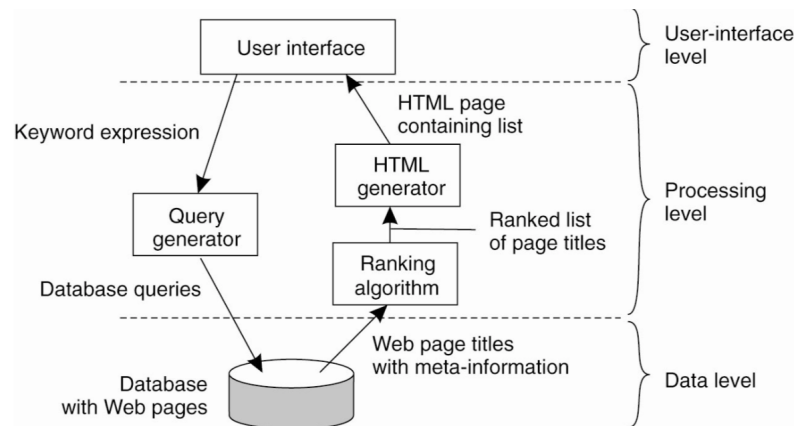 User interface
User-interface
level
Keyword expression
HTML page
containing list
HTML
generator
Processing
level
Query
generator
Ranked list
of page titles
Ranking
algorithm
Database queries
Web page titles
with meta-information
Database
with Web pages
Data level